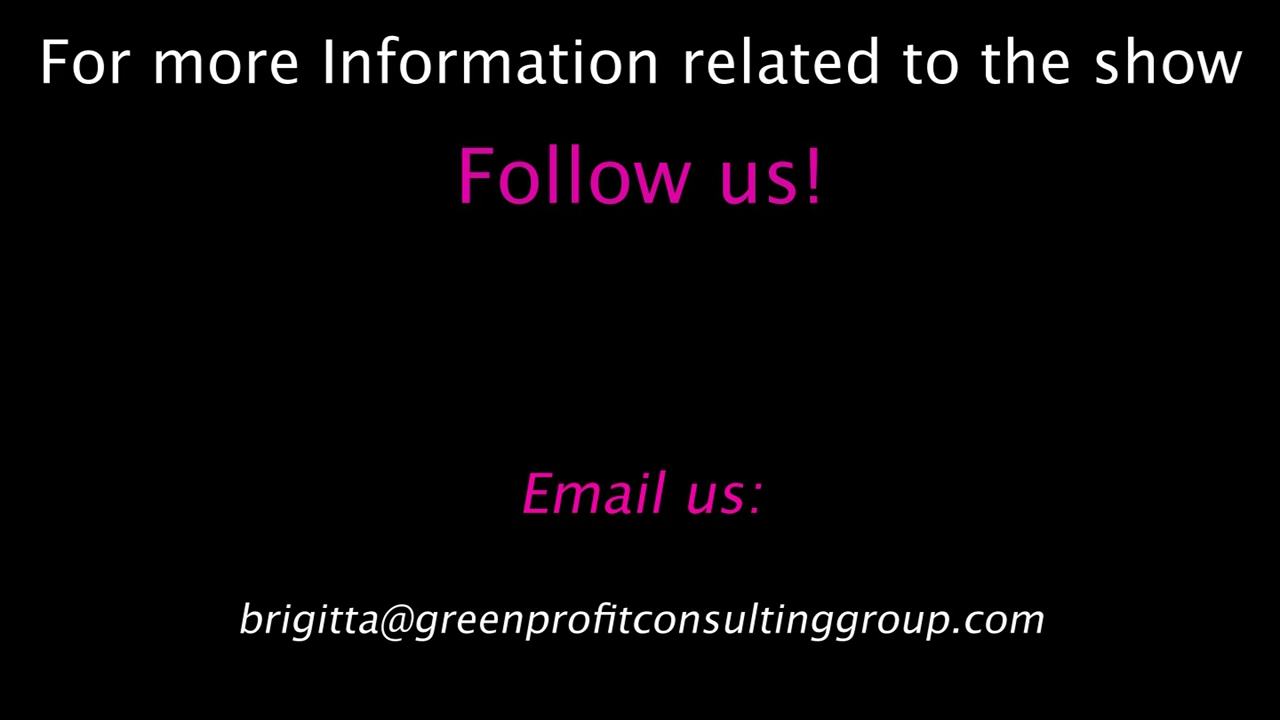 For more Information related to the show
Follow us!
Email us:
brigitta@greenprofitconsultinggroup.com